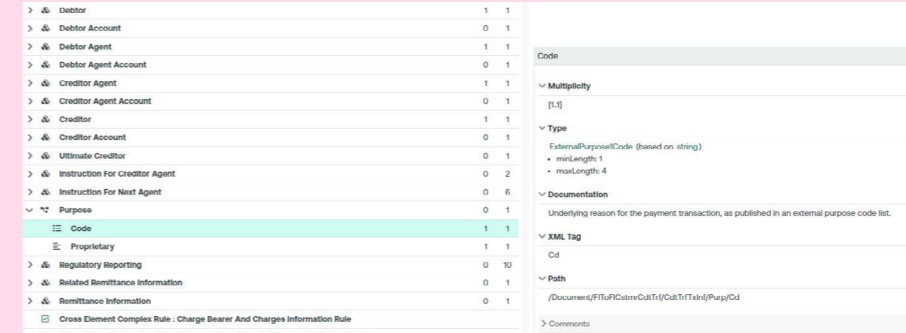 Debtor 1 1
Debtor Account 0 1
Debtor Agent 1 1
Debtor Agent Account 0 1
Creditor Agent 1 1
Creditor Agent Account 0 1
Creditor 1 1
Creditor Account 0 1
Ultimate Creditor 0 1
Instruction For Creditor Agent 0 2
Instruction For Next Agent 0 6
Purpose 0 1
Code 1 1
Proprietary 1 1
Regulatory Reporting 0 10
Related Remittance Information 0 1
Remittance Information 0 1
Cross Element Complex Rule : Charge Bearer And Charges Information Rule
Code
Multiplicity
[1..1]
Type
ExternalPurpose1Code (based on string)
• minLength: 1
• maxLength: 4
Documentation
Underlying reason for the payment transaction, as published in an external purpose code list.
XML Tag
Cd
Path
/Document/FIToFICstmrCdtTrf/CdtTrfTxInf/Purp/Cd
Comments